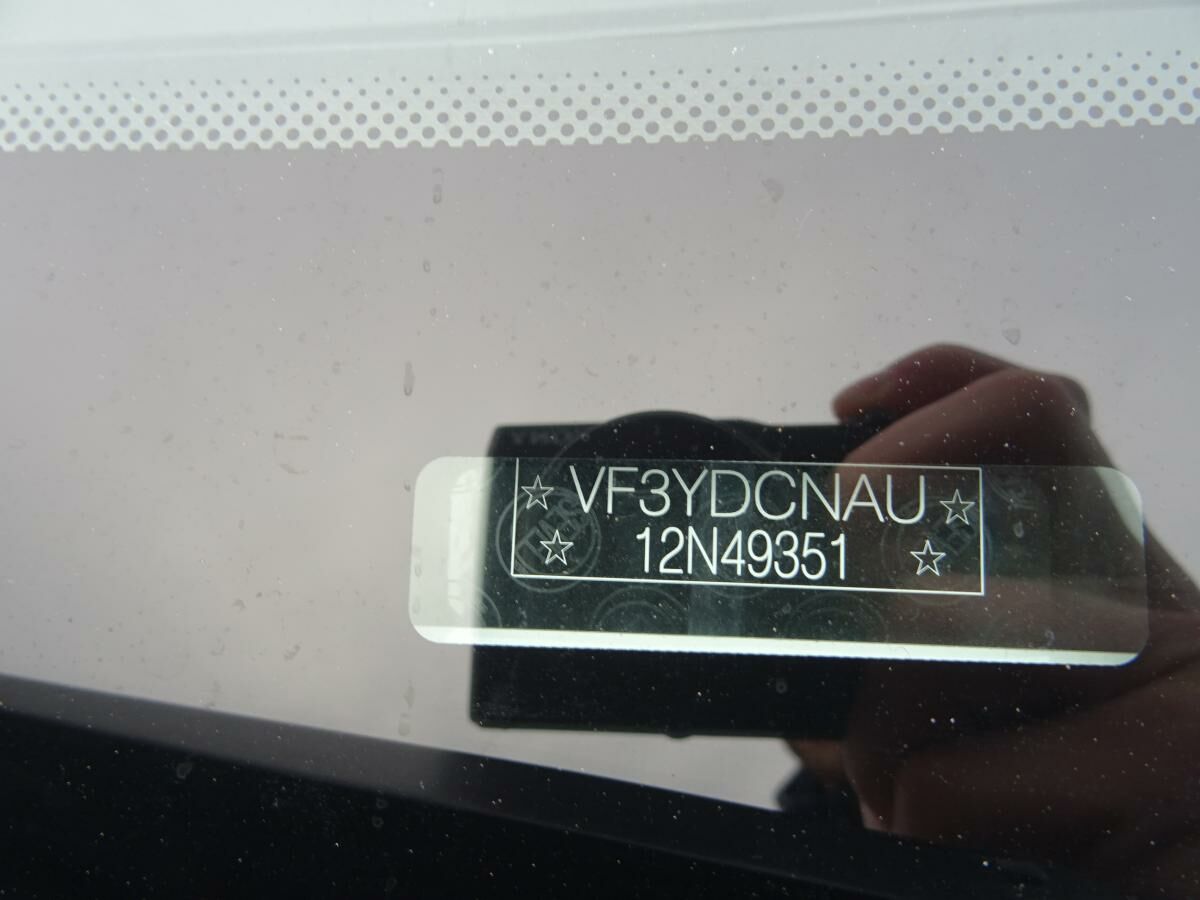 ☆ VF3YDCNAU ☆
☆ 12N49351 ☆